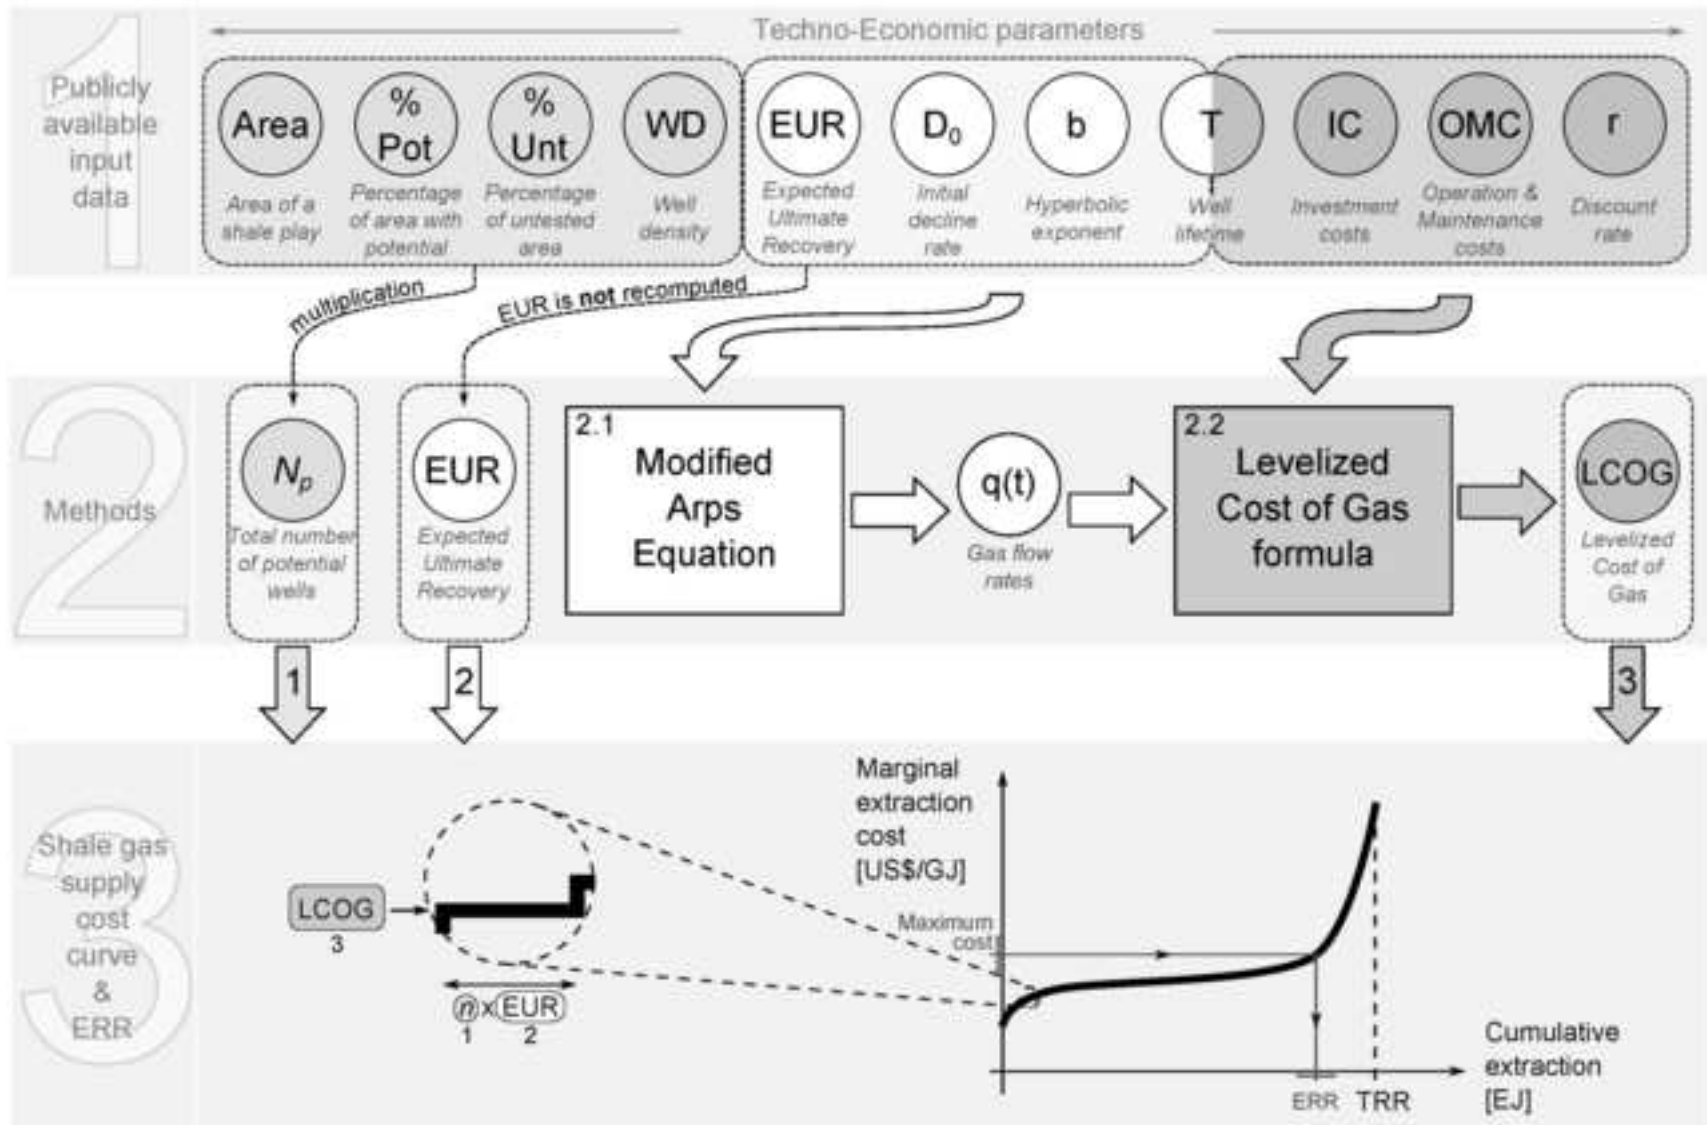 Techno-Economic parameters
1
Publicly
available
input
data
Area
Area of a
shale play
%
Pot
Percentage
of area with
potential
%
Unt
Percentage
of untested
area
WD
Well
density
EUR
Expected
Ultimate
Recovery
D0
Initial
decline
rate
b
Hyperbolic
exponent
T
Well
lifetime
IC
Investment
costs
OMC
Operation &
Maintenance
costs
r
Discount
rate
multiplication
EUR is not recomputed
2
Methods
Np
Total number
of potential
wells
EUR
Expected
Ultimate
Recovery
2.1
Modified
Arps
Equation
q(t)
Gas flow
rates
2.2
Levelized
Cost of Gas
formula
LCOG
Levelized
Cost of
Gas
1
2
3
3
Shale gas
supply
cost
curve
&
ERR
LCOG
3
n x EUR
1 2
Marginal
extraction
cost
[US$/GJ]
Maximum
cost
ERR TRR
Cumulative
extraction
[EJ]